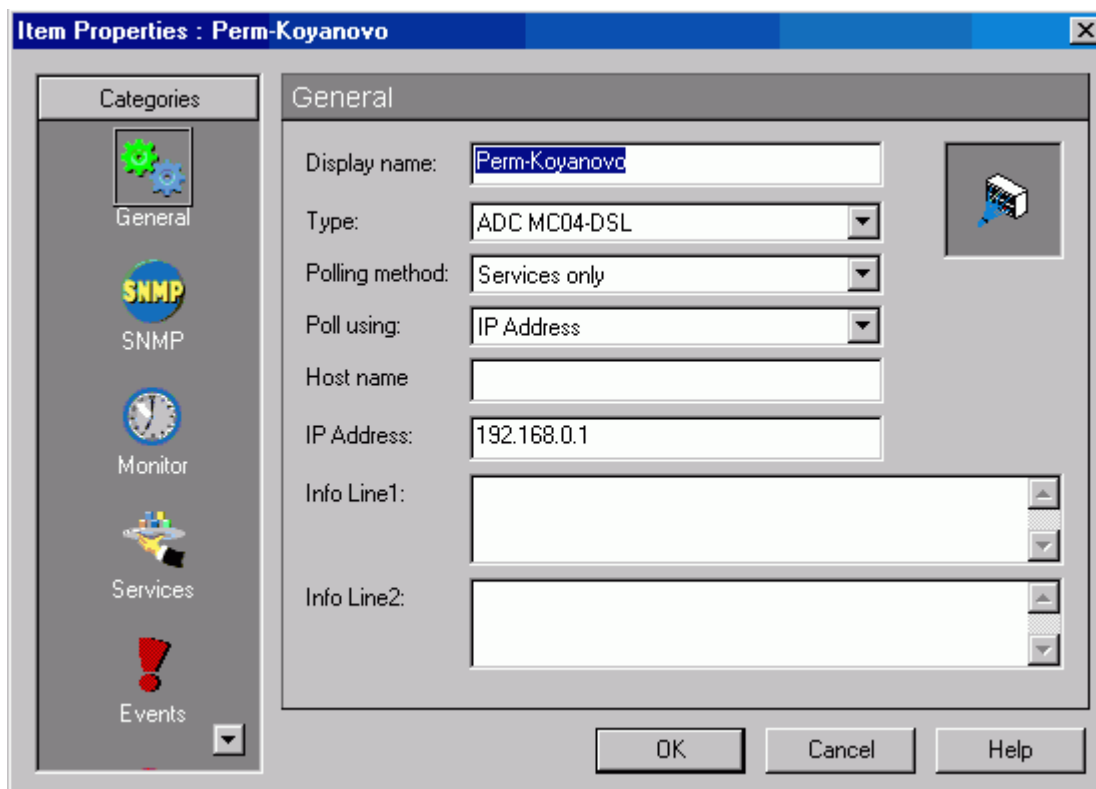 Item Properties : Perm-Koyanovo
Categories
General
SNMP
SNMP
Monitor
Services
Events
General
Display name: Perm-Koyanovo
Type: ADC MC04-DSL
Polling method: Services only
Poll using: IP Address
Host name
IP Address: 192.168.0.1
Info Line1:
Info Line2:
OK Cancel Help